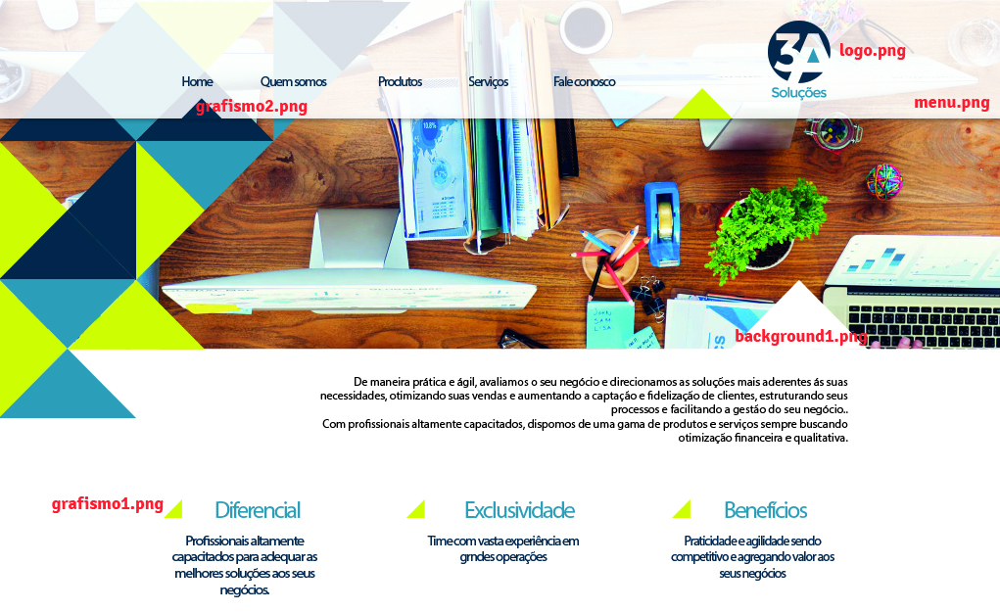 Home Quem somos Produtos Serviços Fale conosco
3A
Soluções
logo.png
menu.png
grafismo2.png
10.8%
JOHN
SAM
LISA
background1.png
De maneira prática e ágil, avaliamos o seu negócio e direcionamos as soluções mais aderentes ás suas
necessidades, otimizando suas vendas e aumentando a captação e fidelização de clientes, estruturando seus
processos e facilitando a gestão do seu negócio..
Com profissionais altamente capacitados, dispomos de uma gama de produtos e serviços sempre buscando
otimização financeira e qualitativa.
grafismo1.png
Diferencial
Profissionais altamente
capacitados para adequar as
melhores soluções aos seus
negócios.
Exclusividade
Time com vasta experiência em
grndes operações
Benefícios
Praticidade e agilidade sendo
competitivo e agregando valor aos
seus negócios